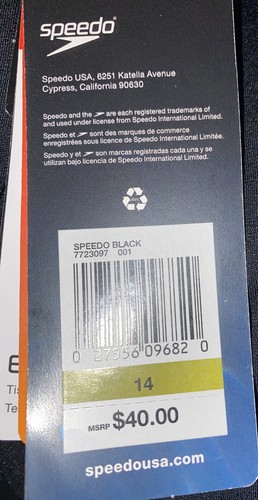 speedo®
Speedo USA, 6251 Katella Avenue
Cypress, California 90630
Speedo and the are each registered trademarks of
and used under license from Speedo International Limited.
Speedo et sont des marques de commerce
enregistrées sous licence de Speedo International Limitée.
Speedo y et son marcas registradas cada una y se
utilizan bajo licencia de Speedo International Limited.
SPEEDO BLACK
7723097 001
0 27556 09682 0
14
MSRP $40.00
speedousa.com
E
Te